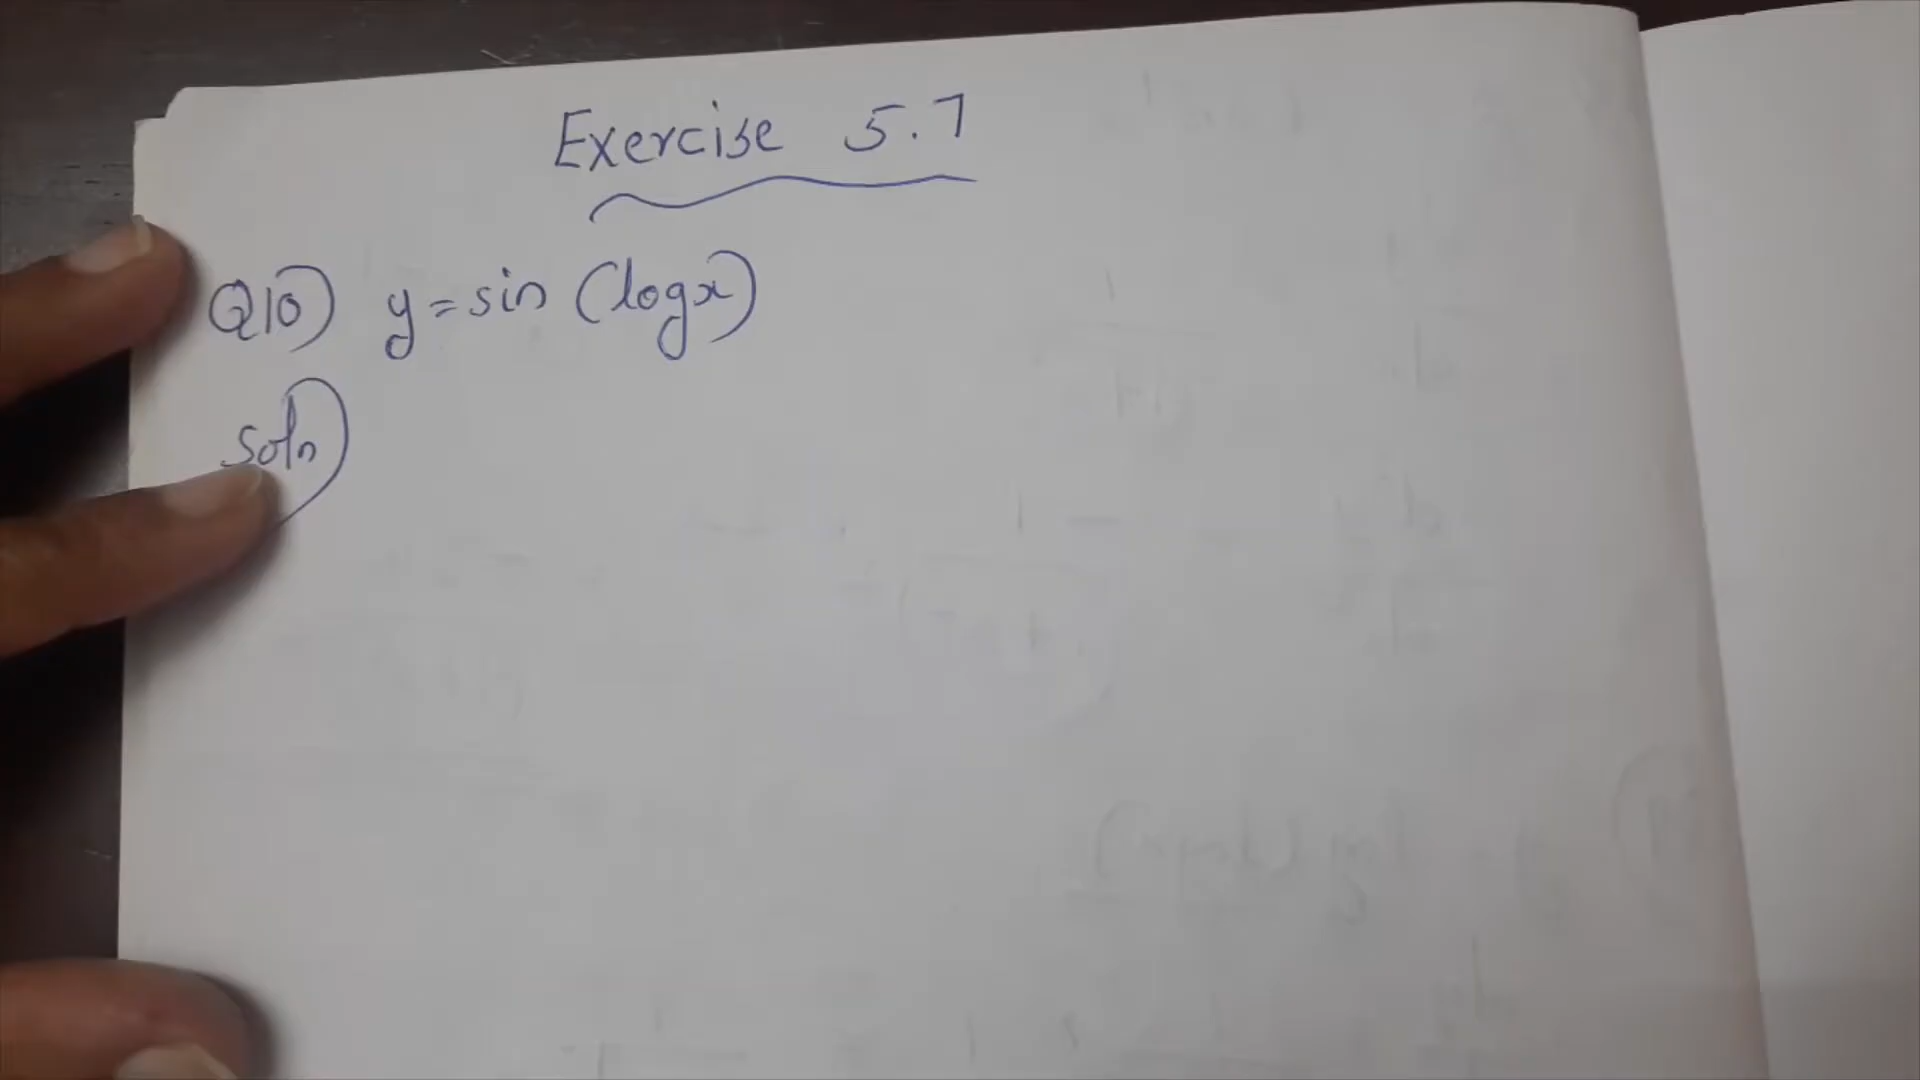 Exercise 5.7
Q10) y = sin (log x)
Soln)